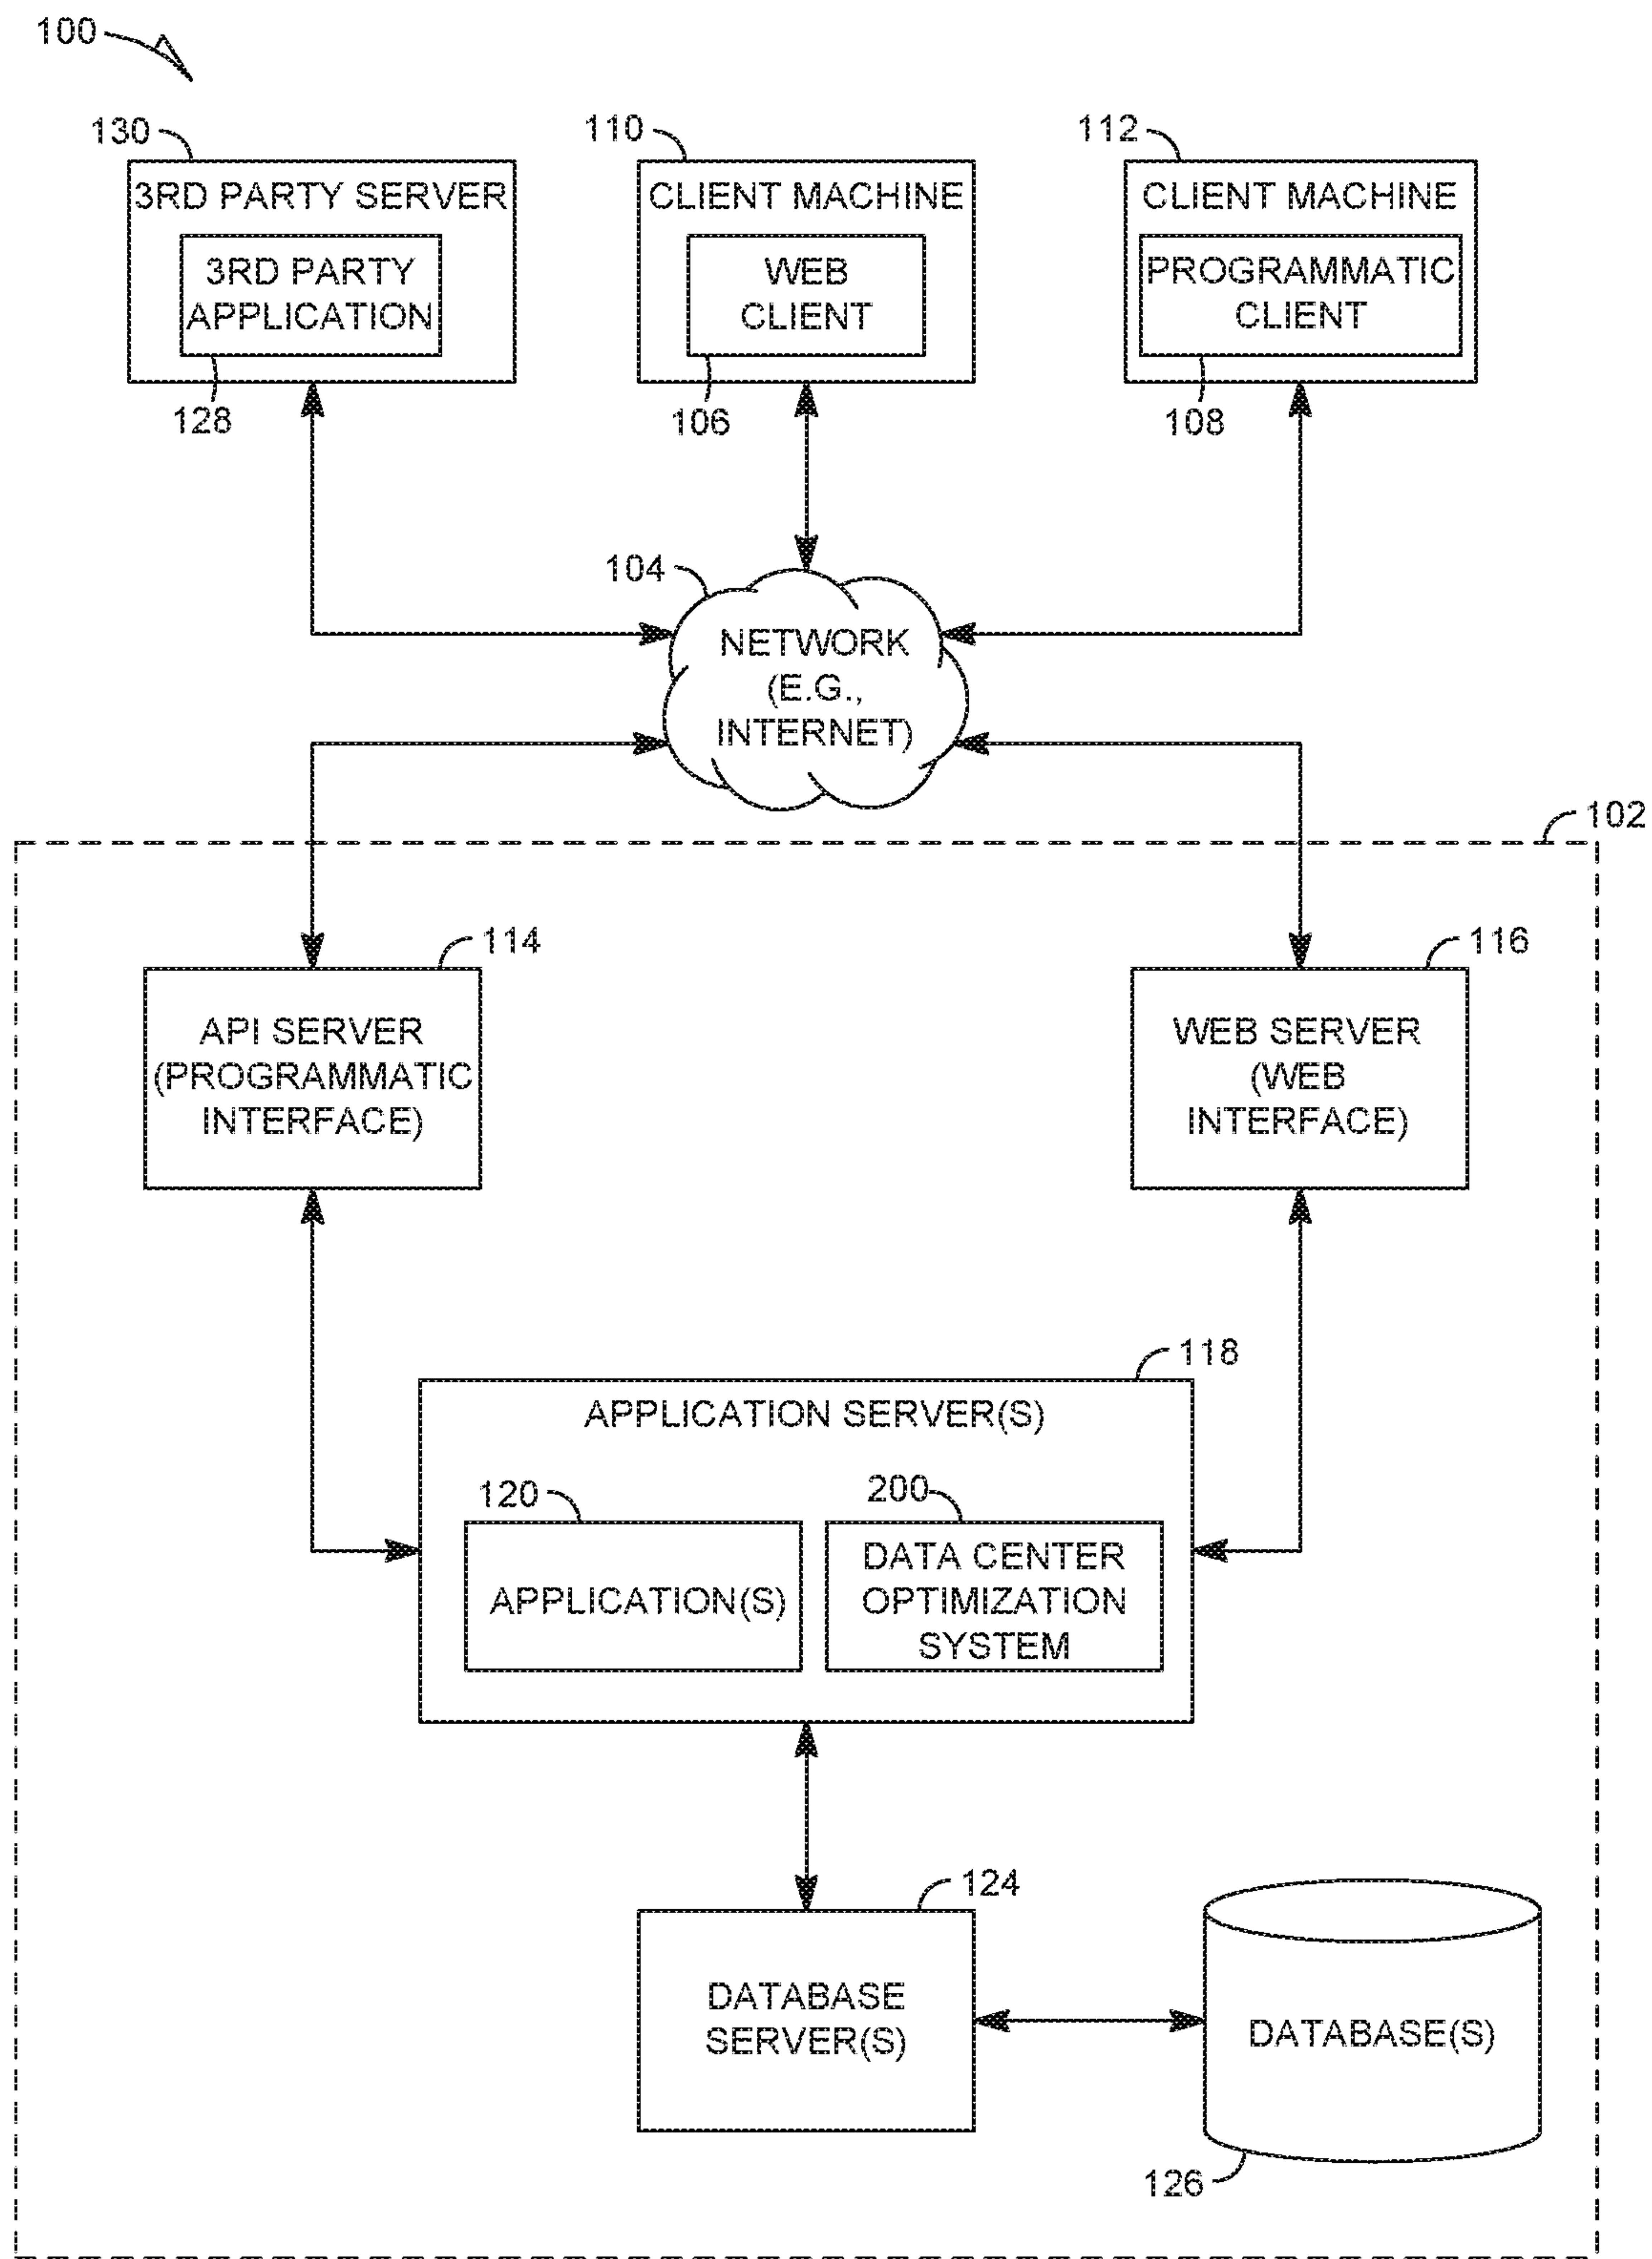 100
130
110
112
3RD PARTY SERVER
3RD PARTY
APPLICATION
128
CLIENT MACHINE
WEB
CLIENT
106
CLIENT MACHINE
PROGRAMMATIC
CLIENT
108
104
NETWORK
(E.G.,
INTERNET)
102
114
API SERVER
(PROGRAMMATIC
INTERFACE)
116
WEB SERVER
(WEB
INTERFACE)
118
APPLICATION SERVER(S)
120
APPLICATION(S)
200
DATA CENTER
OPTIMIZATION
SYSTEM
124
DATABASE
SERVER(S)
DATABASE(S)
126